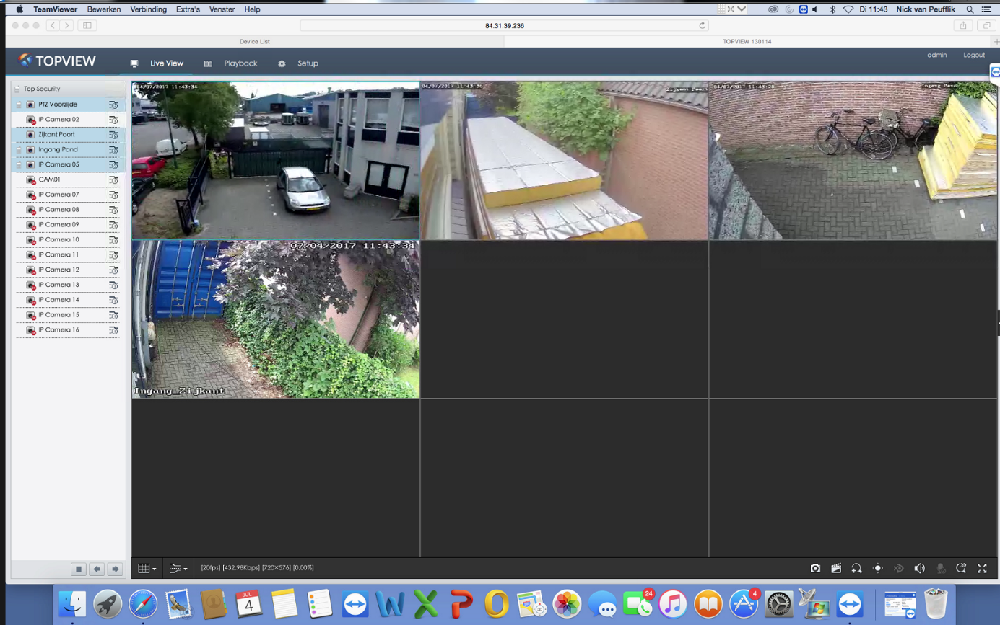 TeamViewer Bewerken Verbinding Extra's Venster Help
Di 11:43 Nick van Peufflik
84.31.39.236
Device List
TOPVIEW 130114
TOPVIEW
Live View
Playback
Setup
admin
Logout
Top Security
PTZ Voorzijde
IP Camera 02
Zijkant Poort
Ingang Pand
IP Camera 05
CAM01
IP Camera 07
IP Camera 08
IP Camera 09
IP Camera 10
IP Camera 11
IP Camera 12
IP Camera 13
IP Camera 14
IP Camera 15
IP Camera 16
04/07/2017 11:43:34
04/07/2017 11:43:36
Zijkant Poort
04/07/2017 11:43:28
Ingang Pand
07/04/2017 11:43:34
Ingang_Zijkant
[20fps] [432.98Kbps] [720×576] [0.00%]
3D
JUL
4
W
X
P
O
3D
24
4